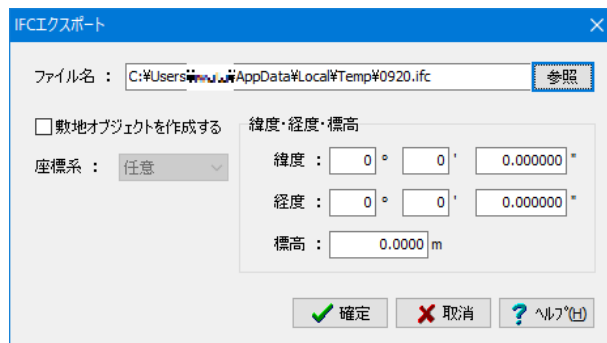 IFCエクスポート
ファイル名 : C:¥Users¥ ¥AppData¥Local¥Temp¥0920.ifc 参照
敷地オブジェクトを作成する
座標系 : 任意
緯度・経度・標高
緯度 : 0 ° 0 ' 0.000000 "
経度 : 0 ° 0 ' 0.000000 "
標高 : 0.0000 m
確定 取消 ヘルプ(H)